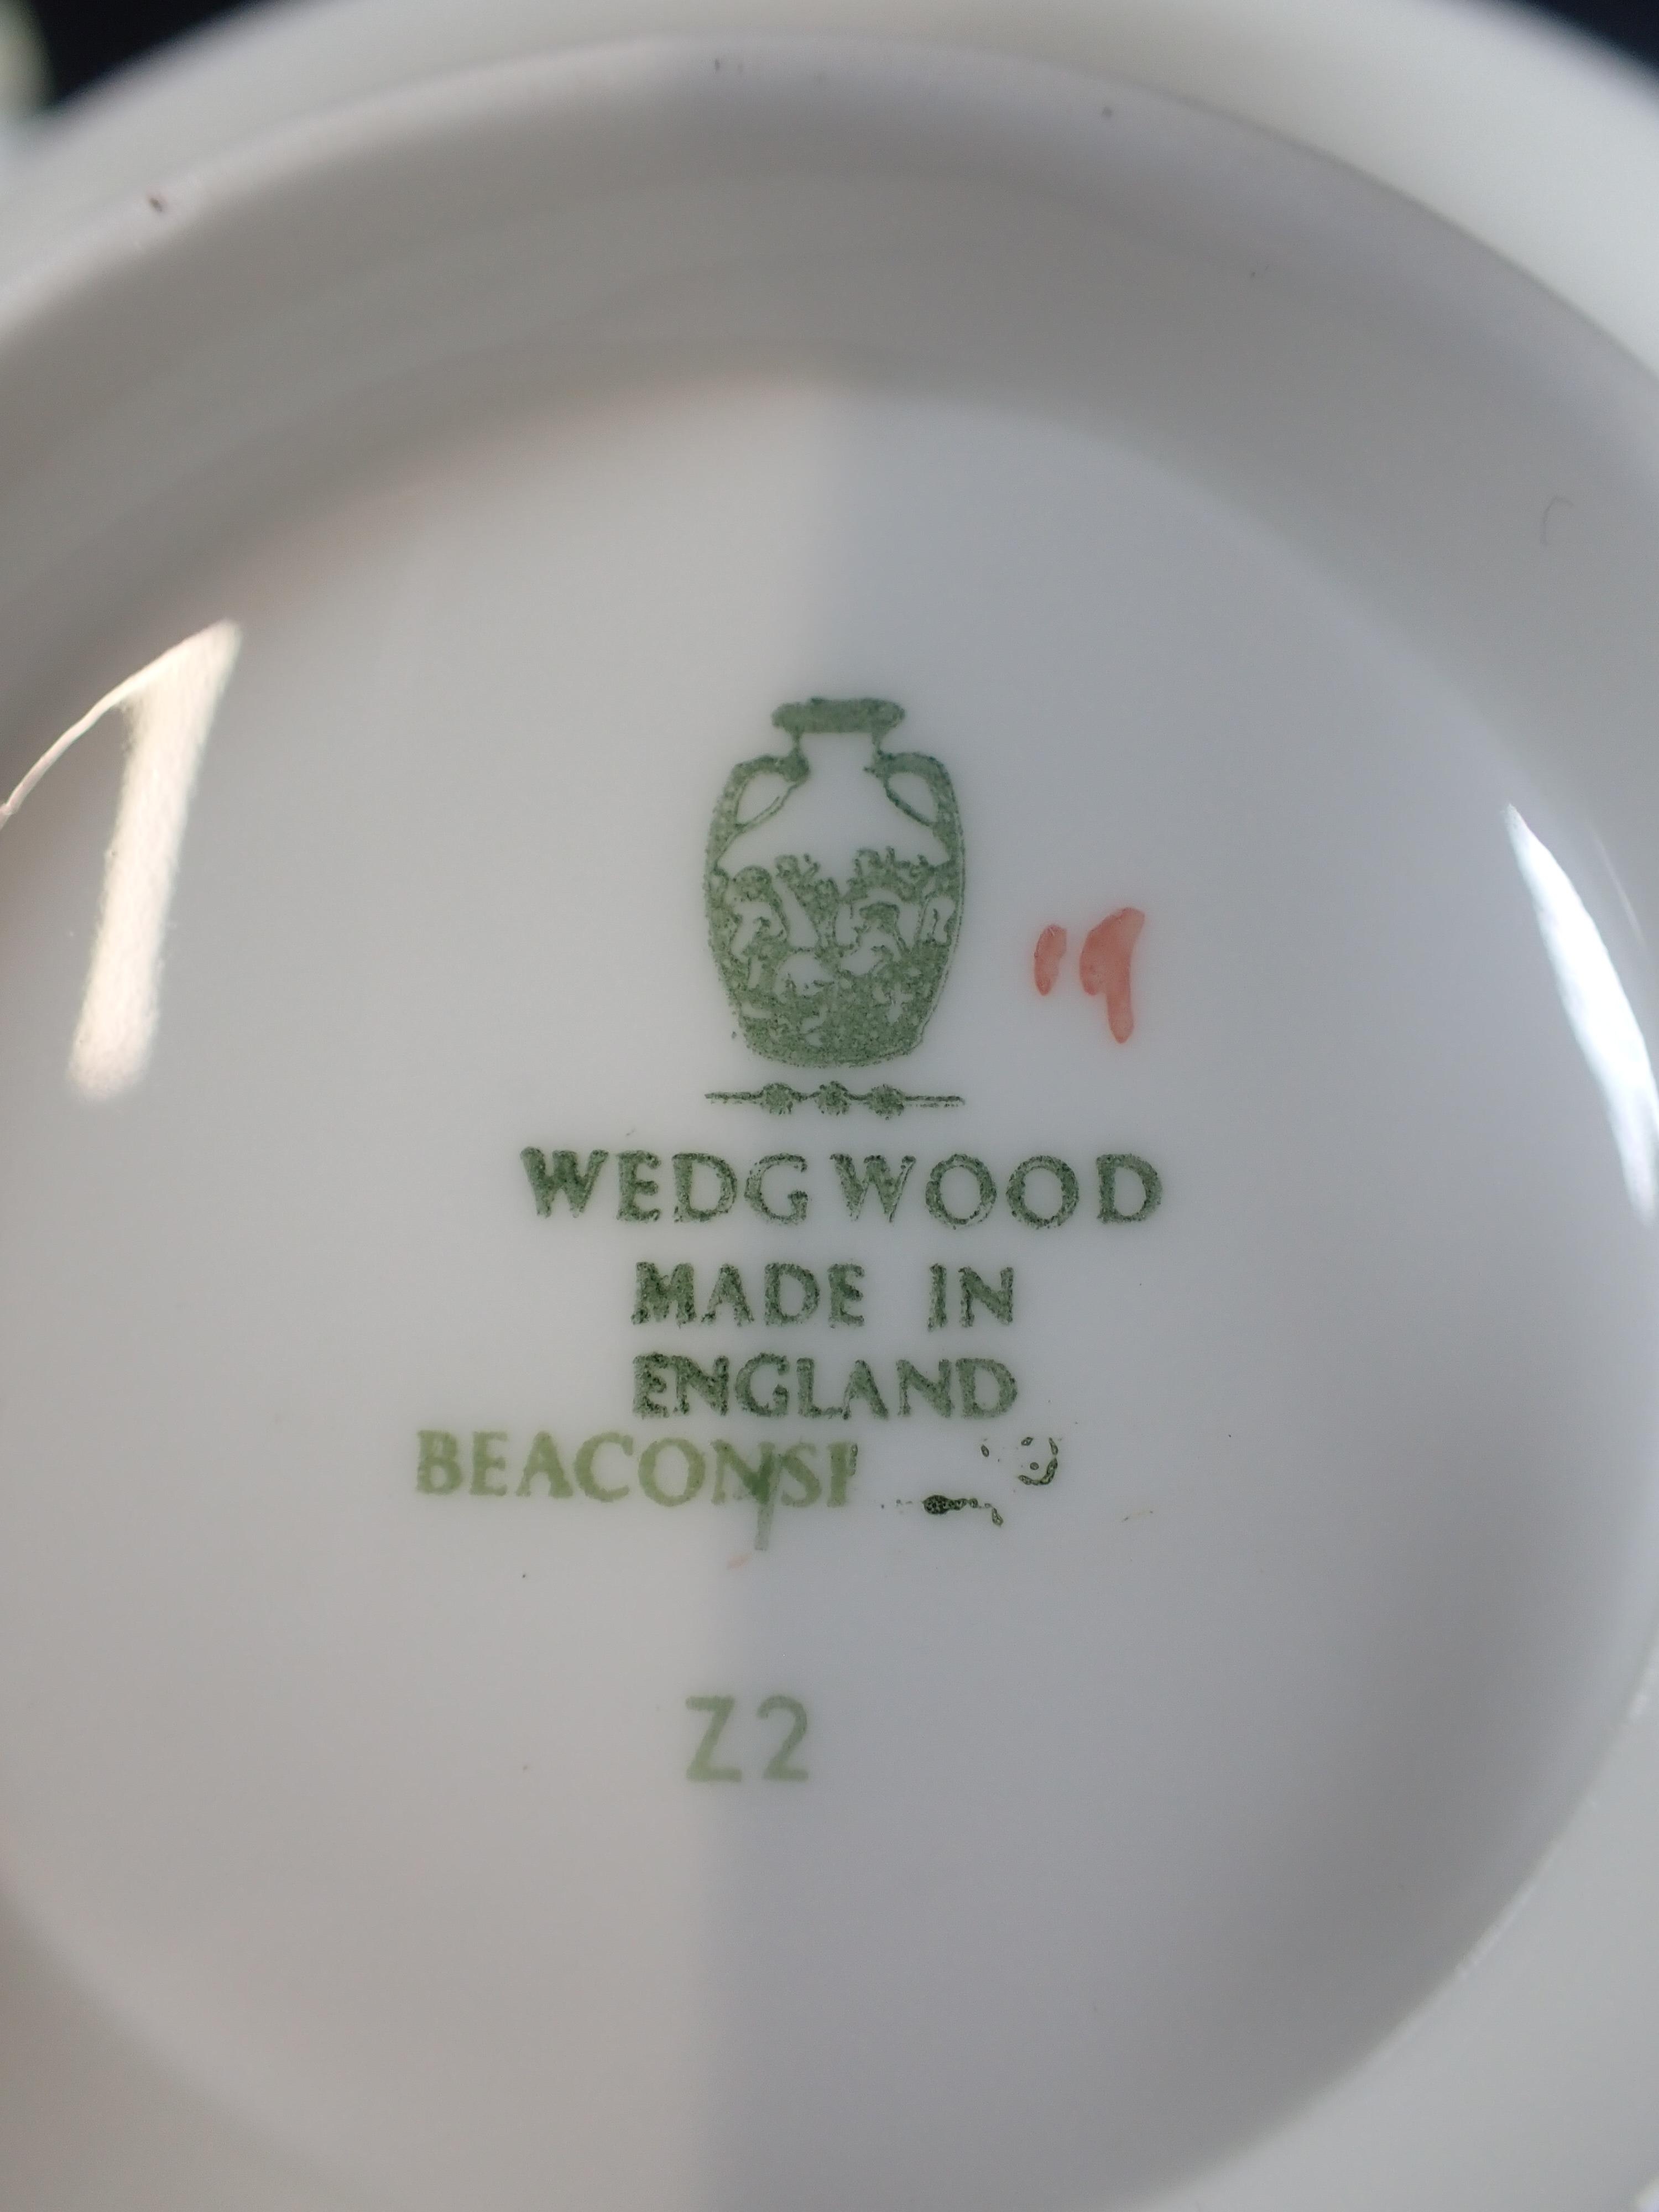 WEDGWOOD
MADE IN
ENGLAND
BEACONSI
Z2